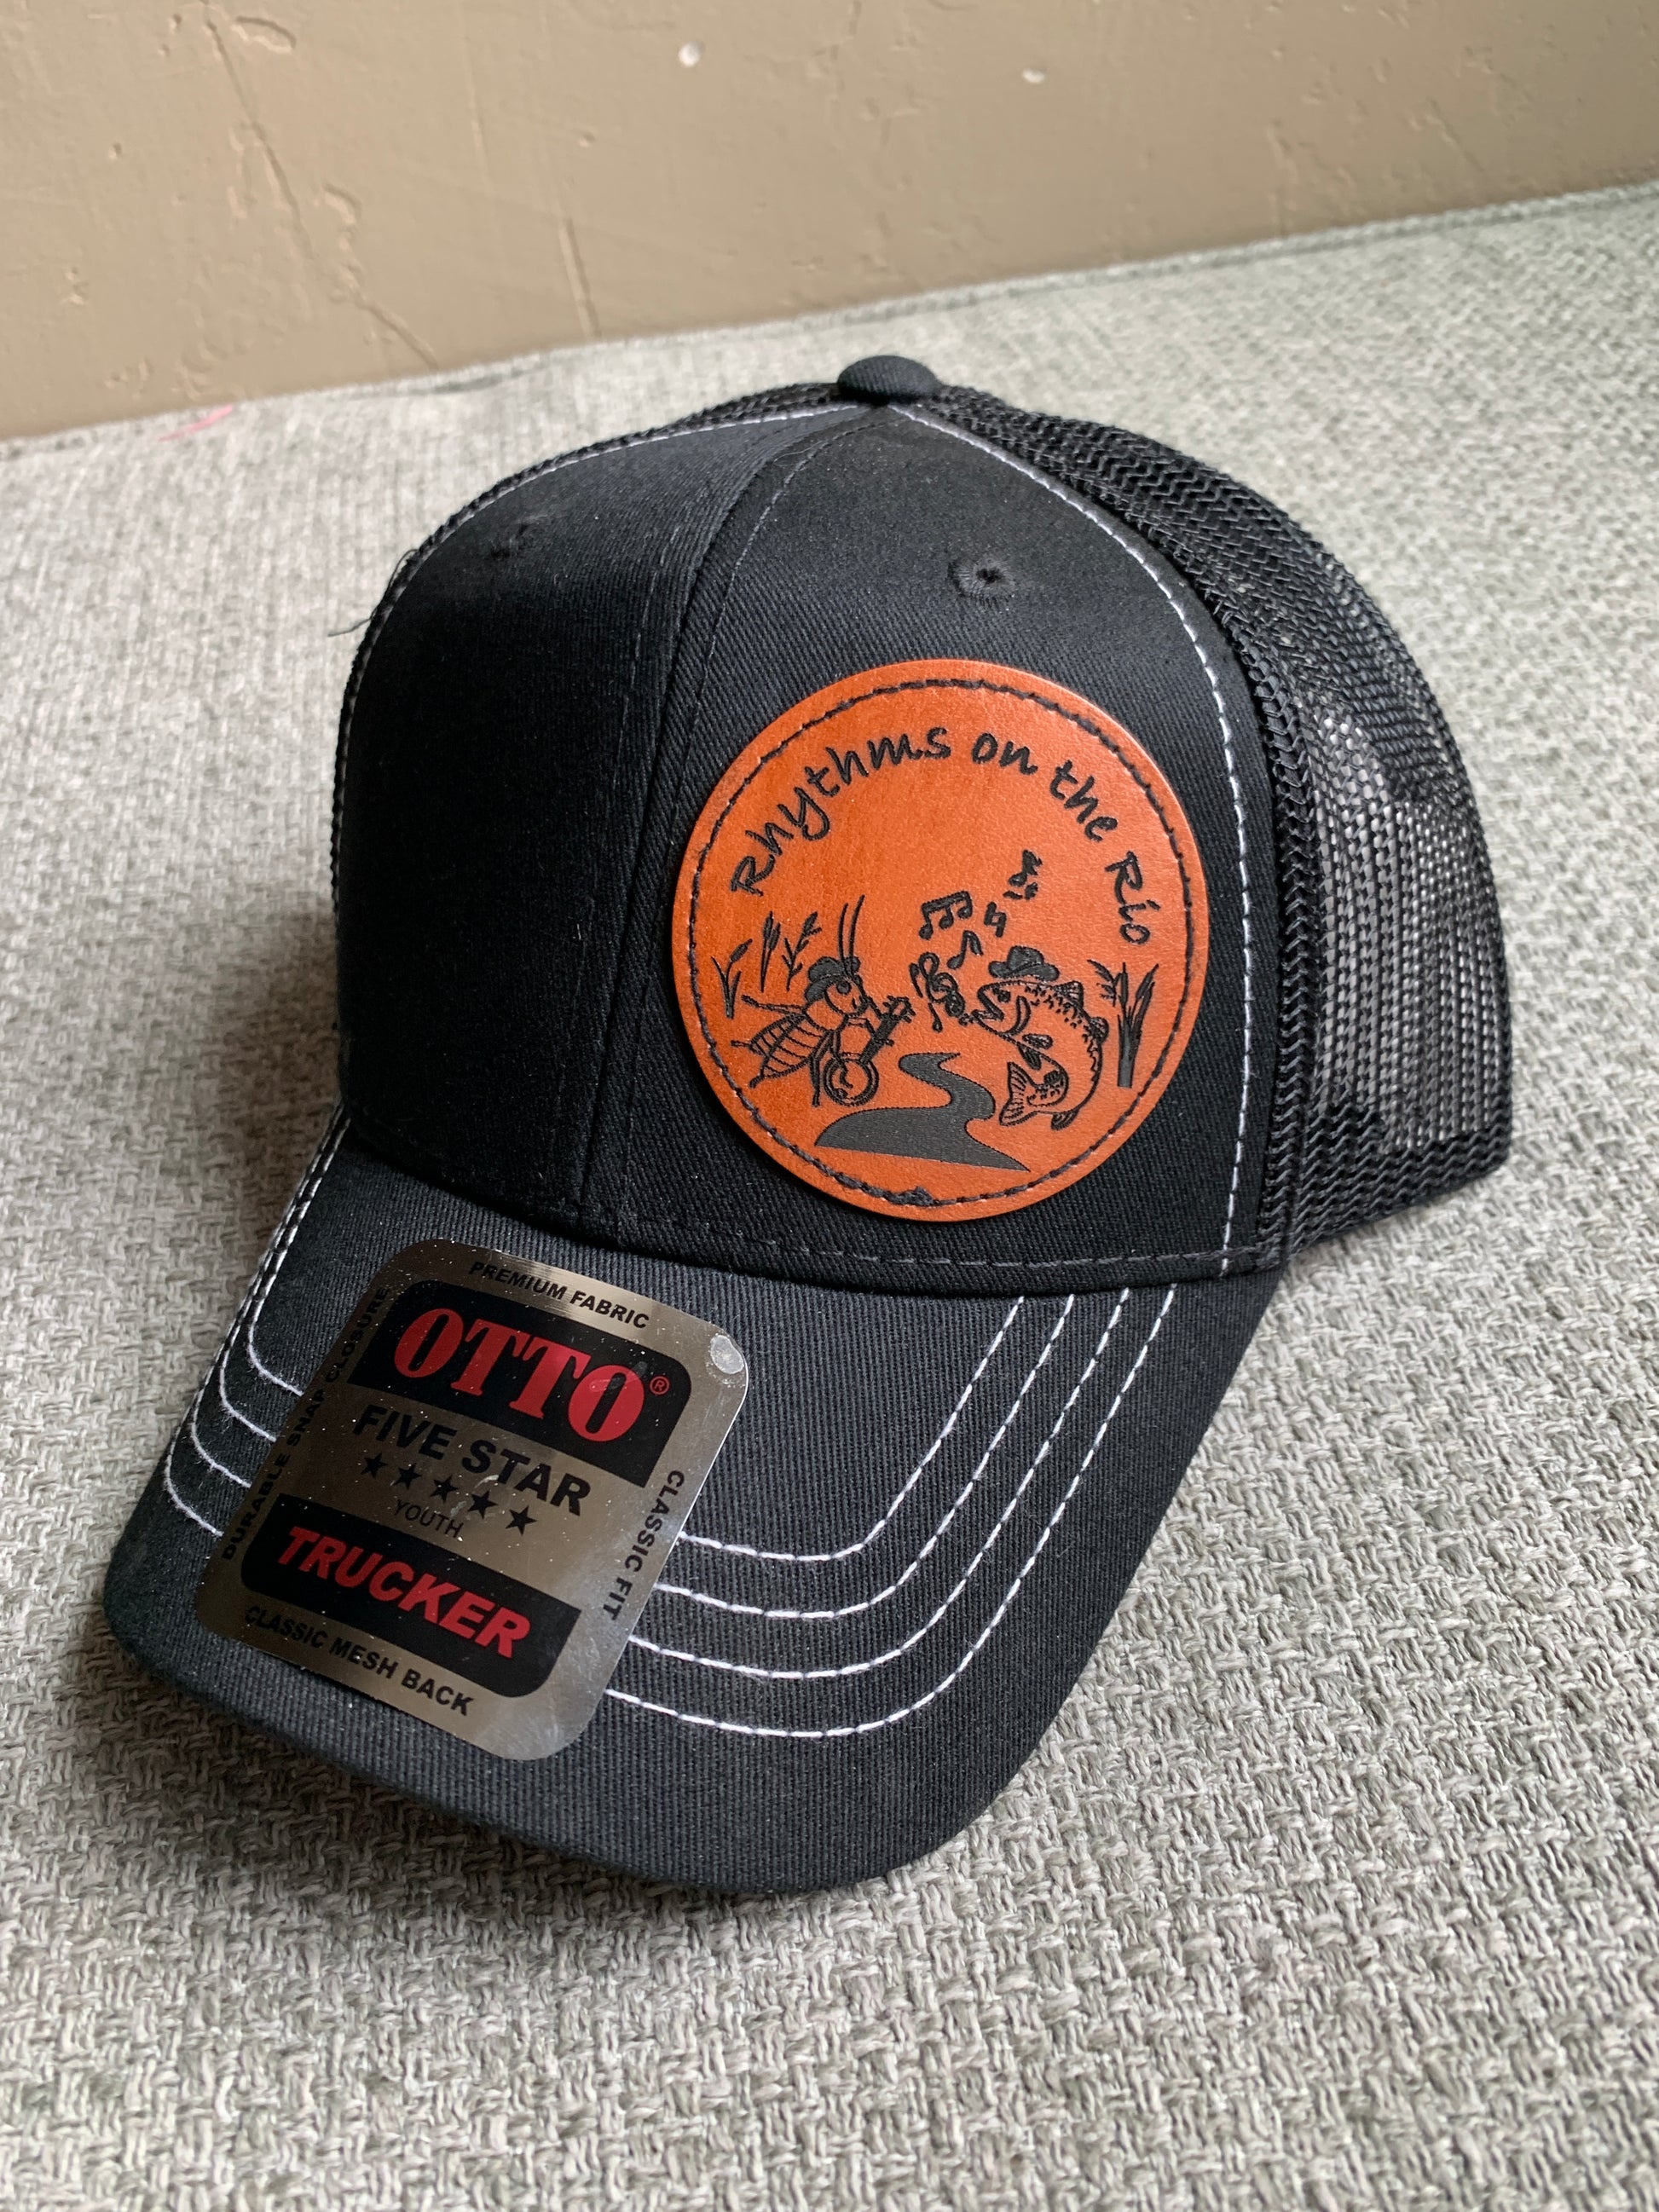 Rhythms on the Rio
PREMIUM FABRIC
OTTO®
FIVE STAR
★★★★★
YOUTH
TRUCKER
CLASSIC MESH BACK
DURABLE SNAP CLOSURE
CLASSIC FIT